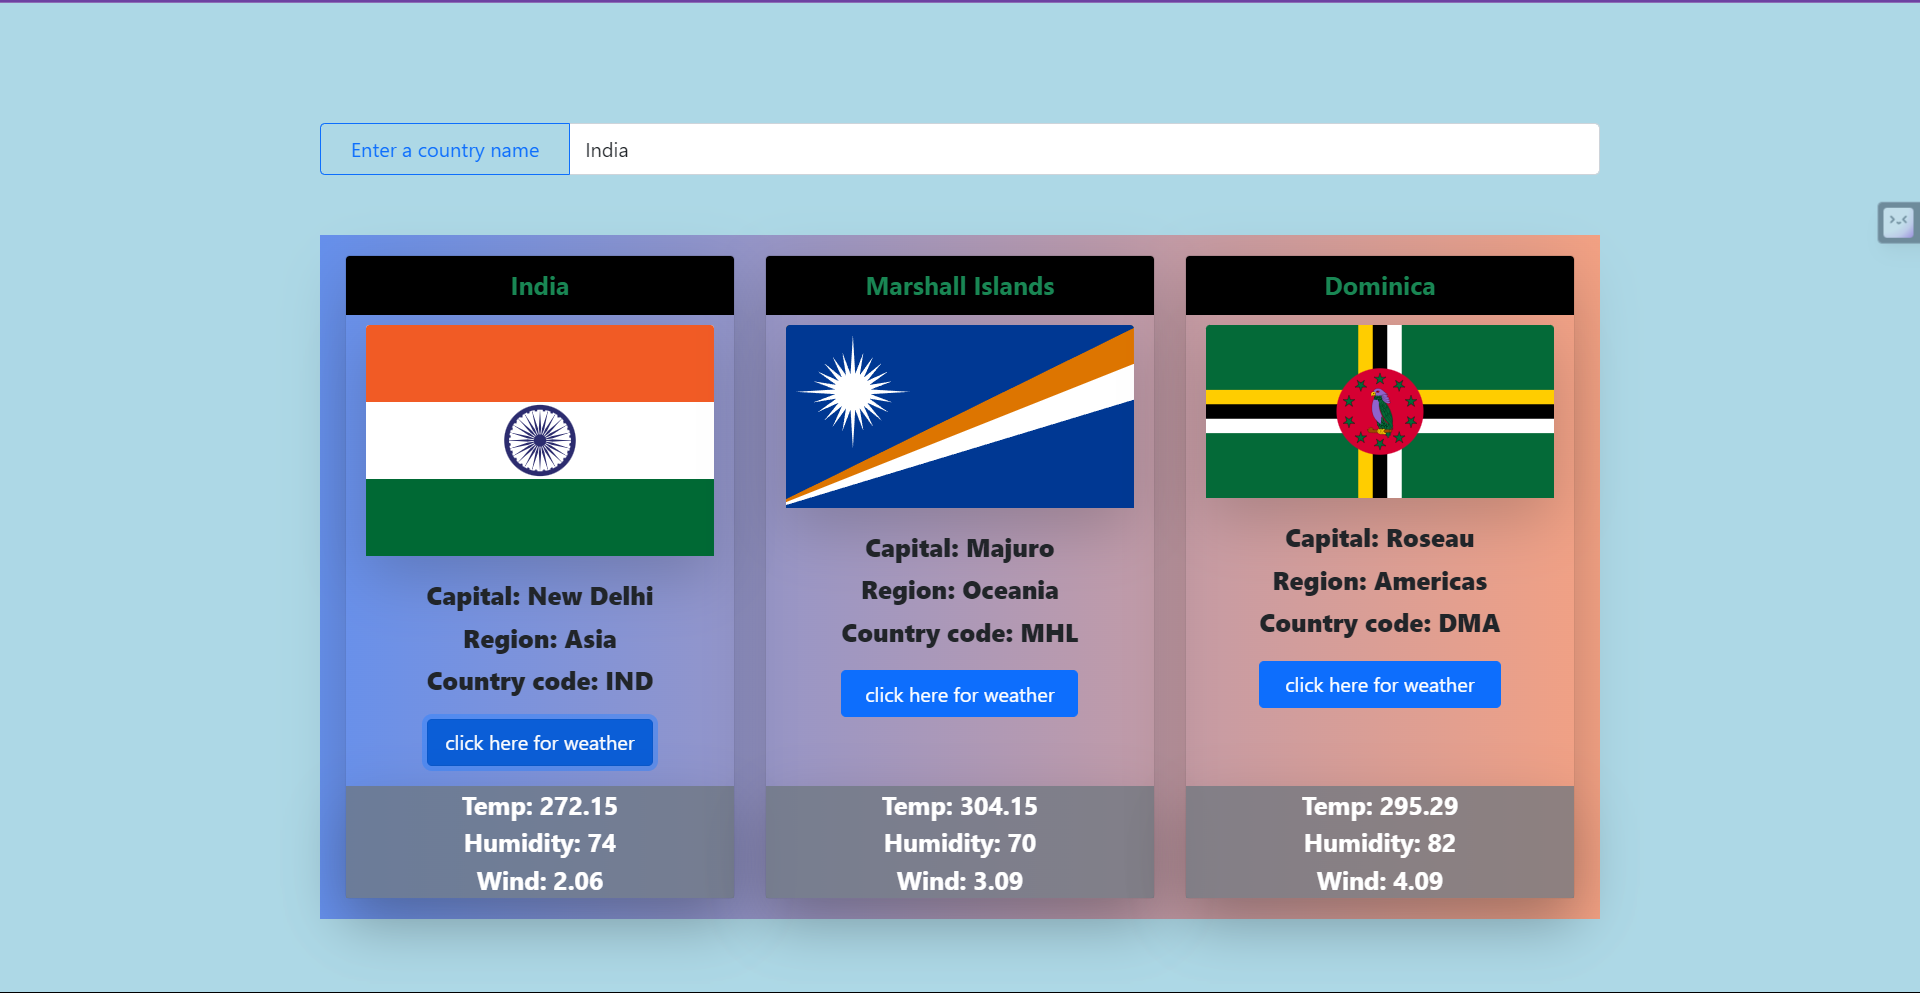 Enter a country name
India
India
Capital: New Delhi
Region: Asia
Country code: IND
click here for weather
Temp: 272.15
Humidity: 74
Wind: 2.06
Marshall Islands
Capital: Majuro
Region: Oceania
Country code: MHL
click here for weather
Temp: 304.15
Humidity: 70
Wind: 3.09
Dominica
Capital: Roseau
Region: Americas
Country code: DMA
click here for weather
Temp: 295.29
Humidity: 82
Wind: 4.09